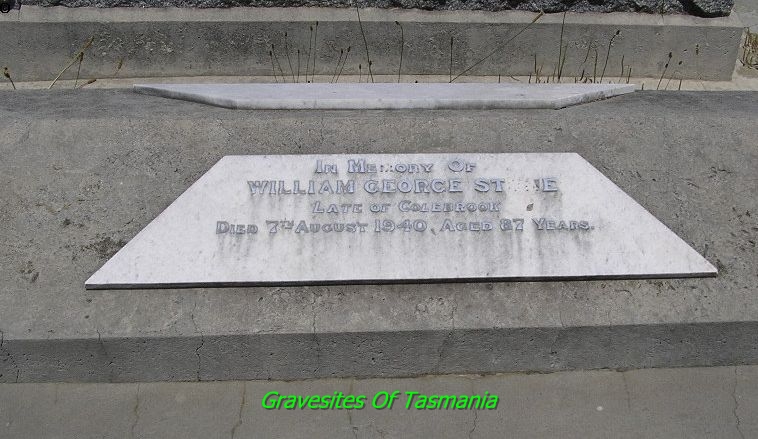 In Memory Of
WILLIAM GEORGE
Late of Colebrook
Died 7th August 1940, Aged 87 Years.
Gravesites Of Tasmania